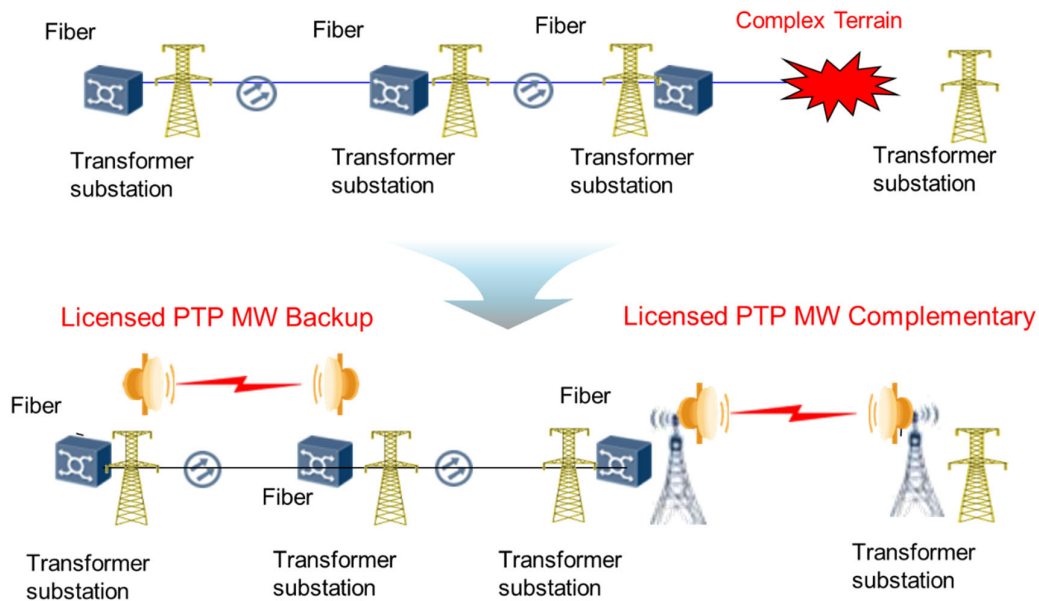 Complex Terrain
Fiber
Fiber
Fiber
Transformer
substation
Transformer
substation
Transformer
substation
Transformer
substation
Licensed PTP MW Backup
Licensed PTP MW Complementary
Fiber
Fiber
Fiber
Transformer
substation
Transformer
substation
Transformer
substation
Transformer
substation